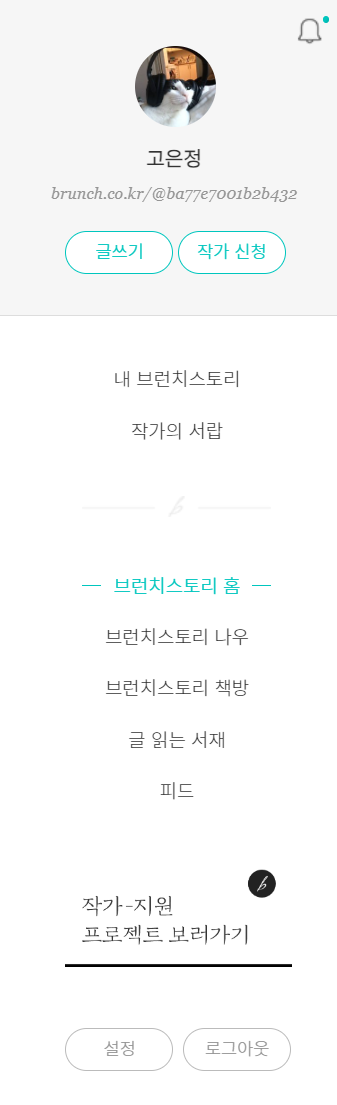 고은정
brunch.co.kr/@ba77e7001b2b432
글쓰기 작가 신청
내 브런치스토리
작가의 서랍
b
브런치스토리 홈
브런치스토리 나우
브런치스토리 책방
글 읽는 서재
피드
b
작가-지원
프로젝트 보러가기
설정 로그아웃